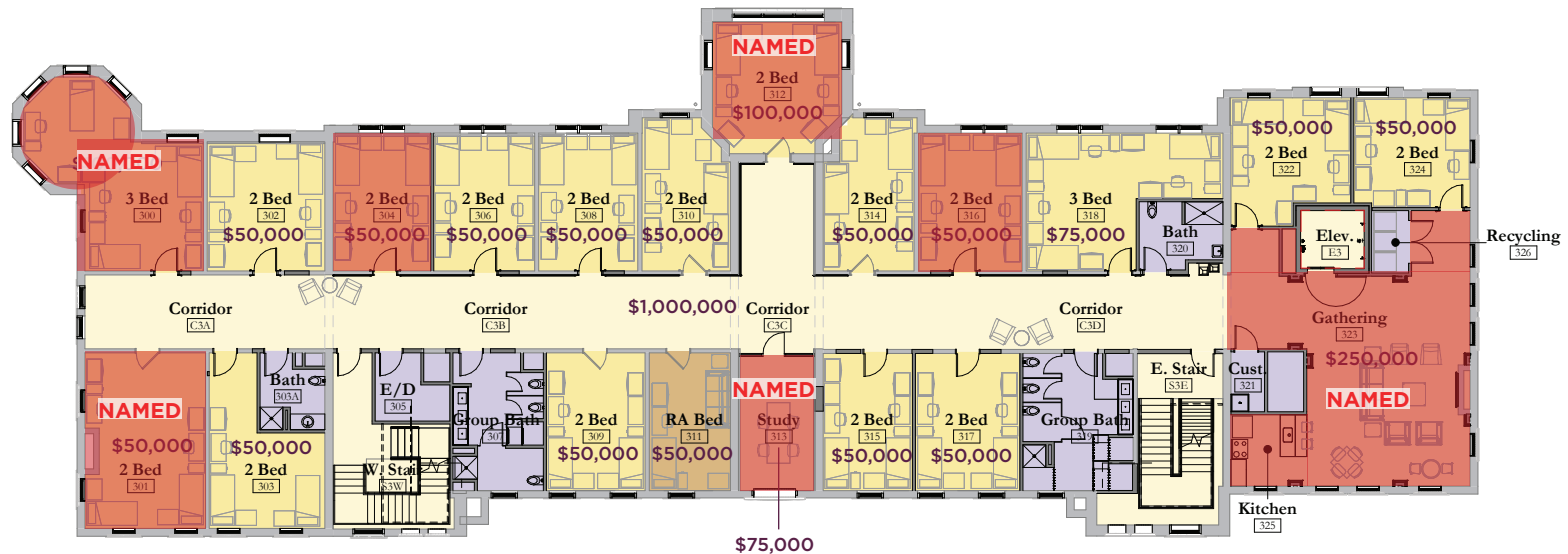 NAMED
2 Bed
312
$100,000
NAMED
3 Bed
300
2 Bed
302
$50,000
2 Bed
304
$50,000
2 Bed
306
$50,000
2 Bed
308
$50,000
2 Bed
310
$50,000
2 Bed
314
$50,000
2 Bed
316
$50,000
3 Bed
318
$75,000
Bath
320
$50,000
2 Bed
322
$50,000
2 Bed
324
Elev.
E3
Recycling
326
Corridor
C3A
Corridor
C3B
$1,000,000
Corridor
C3C
Corridor
C3D
Gathering
323
$250,000
NAMED
NAMED
$50,000
2 Bed
301
Bath
303A
$50,000
2 Bed
303
E/D
305
W. Stair
S3W
Group Bath
307
2 Bed
309
$50,000
RA Bed
311
$50,000
NAMED
Study
313
$75,000
2 Bed
315
$50,000
2 Bed
317
$50,000
Group Bath
319
E. Stair
S3E
Cust.
321
Kitchen
325